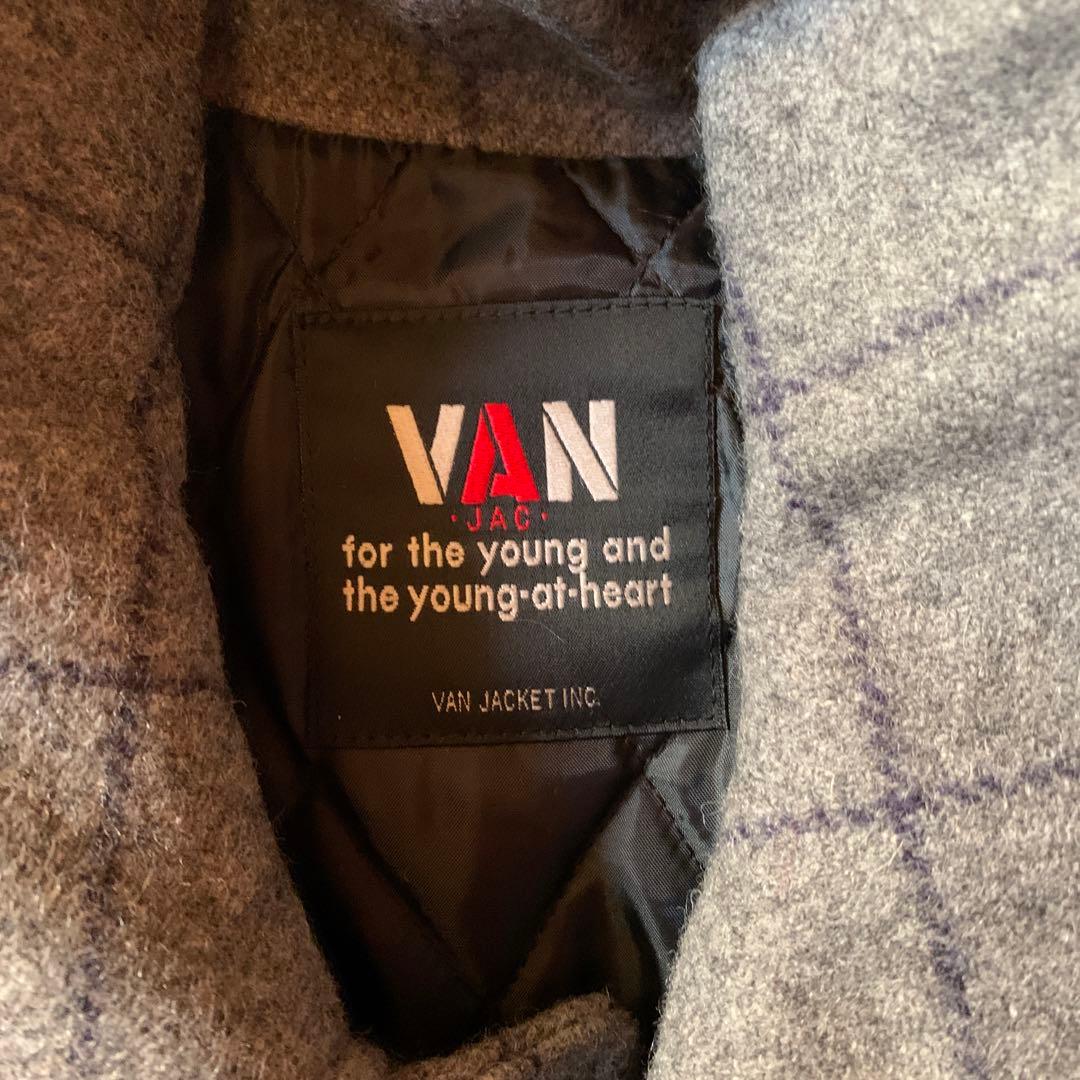 VAN
·JAC·
for the young and
the young-at-heart
VAN JACKET INC.